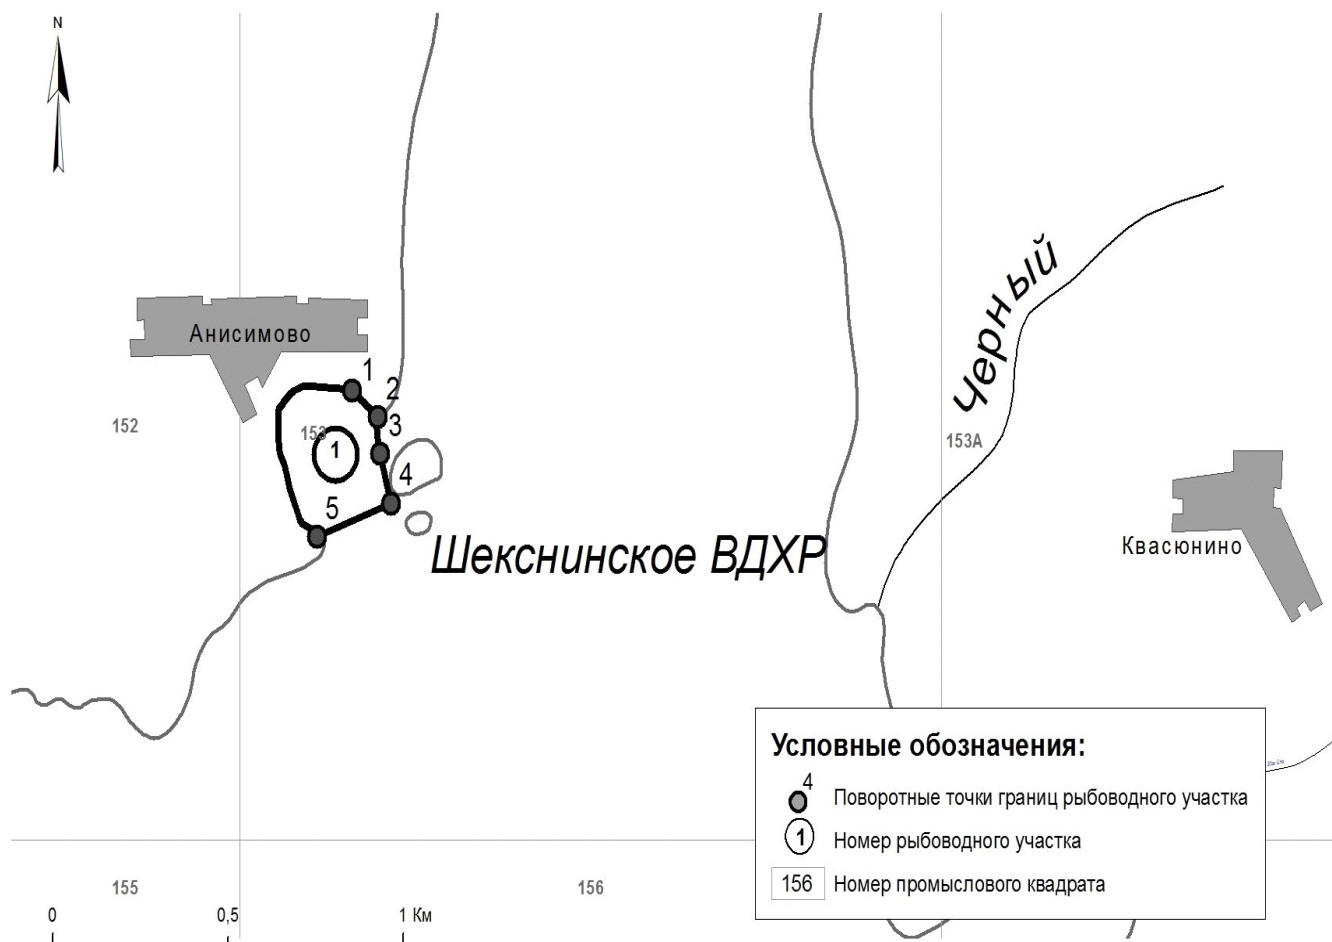 N
Анисимово
1
2
3
4
5
152
153
1
Черный
153А
Квасюнино
Шекснинское ВДХР
Условные обозначения:
4
Поворотные точки границ рыбоводного участка
1
Номер рыбоводного участка
156
Номер промыслового квадрата
155
156
0
0,5
1 Км